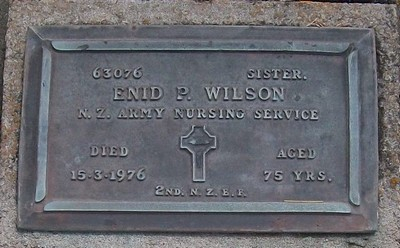 63076 SISTER.
ENID P. WILSON
N. Z. ARMY NURSING SERVICE
DIED AGED
15-3-1976 75 YRS.
2ND. N. Z. E. F.